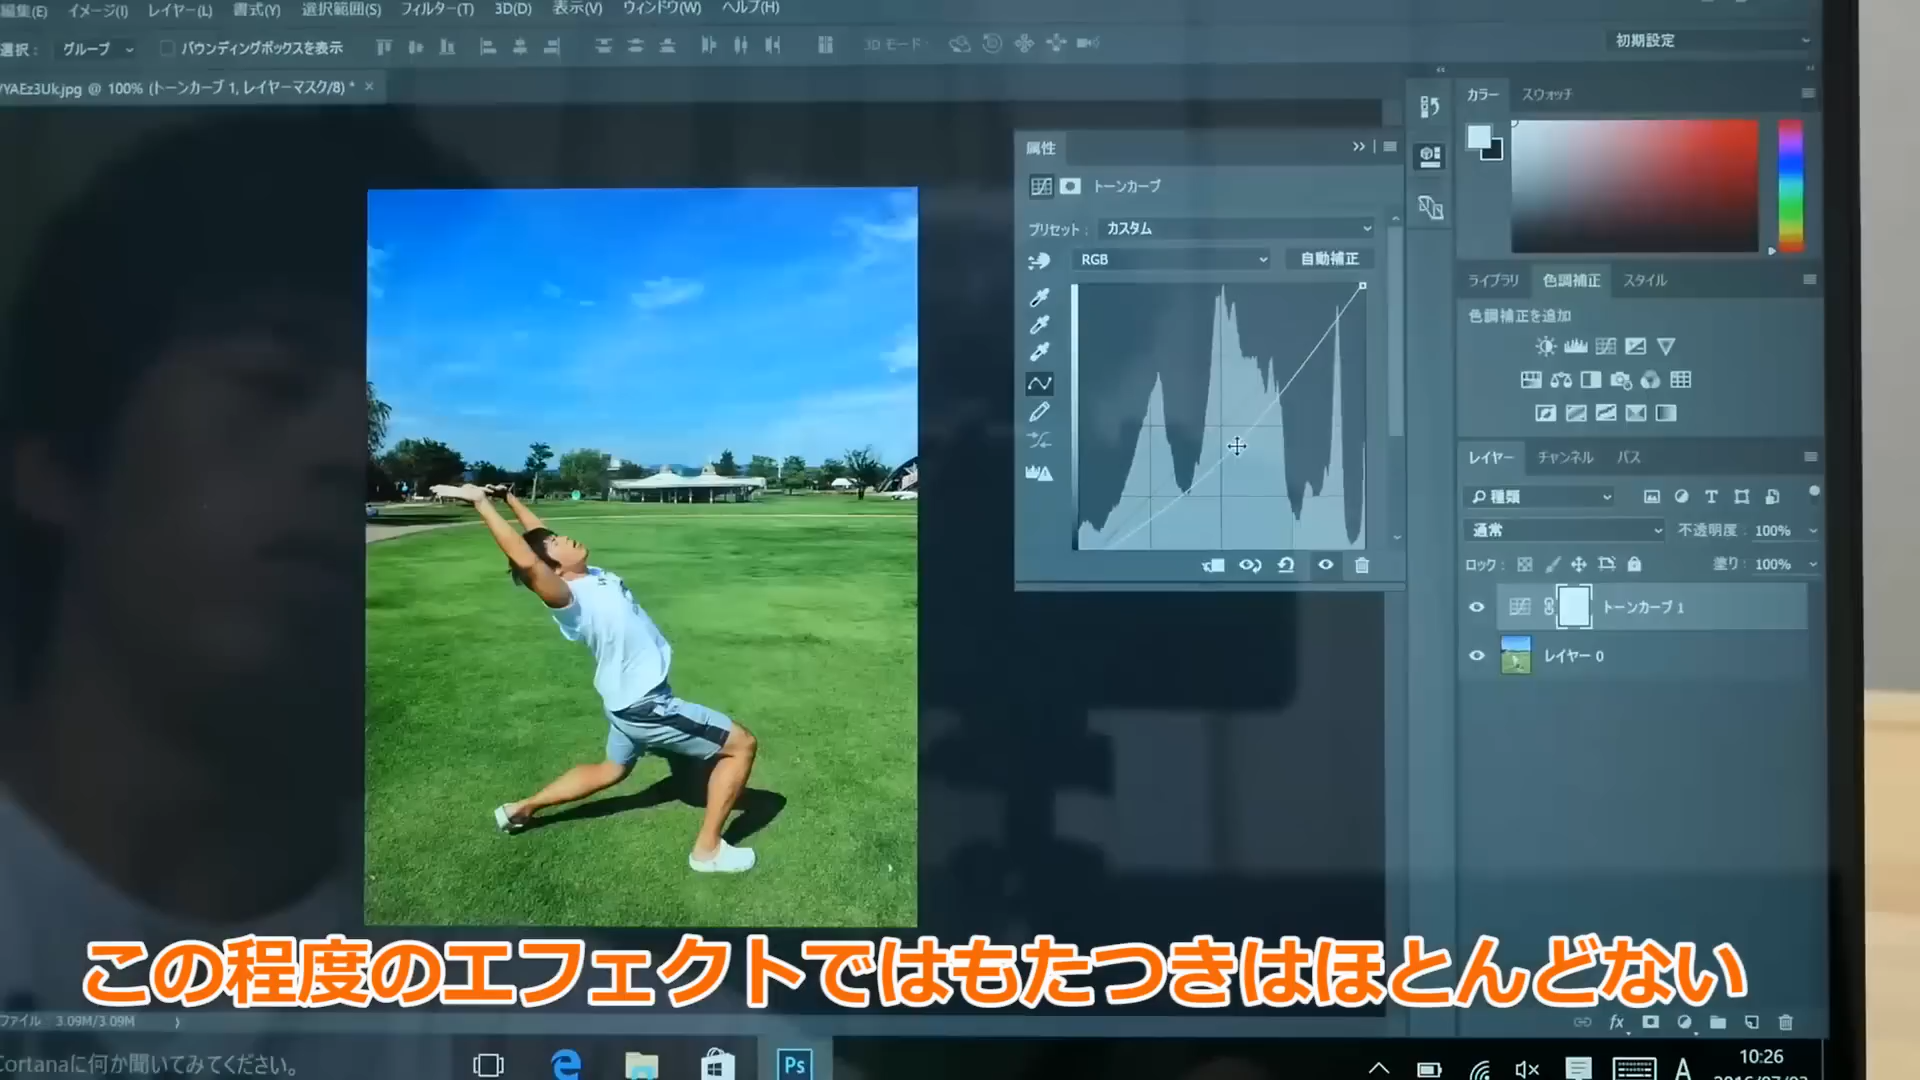 編集(E) イメージ(I) レイヤー(L) 書式(Y) 選択範囲(S) フィルター(T) 3D(D) 表示(V) ウィンドウ(W) ヘルプ(H)
選択: グループ バウンディングボックスを表示 3D モード: 初期設定
YAEz3Uk.jpg @ 100% (トーンカーブ 1, レイヤーマスク/8) * ×
カラー スウォッチ
属性
トーンカーブ
プリセット: カスタム
RGB 自動補正
ライブラリ 色調補正 スタイル
色調補正を追加
レイヤー チャンネル パス
種類
通常 不透明度: 100%
ロック: 塗り: 100%
トーンカーブ 1
レイヤー 0
この程度のエフェクトではもたつきはほとんどない
ファイル 3.09M/3.09M
fx
Cortanaに何か聞いてみてください。
Ps
A
10:26